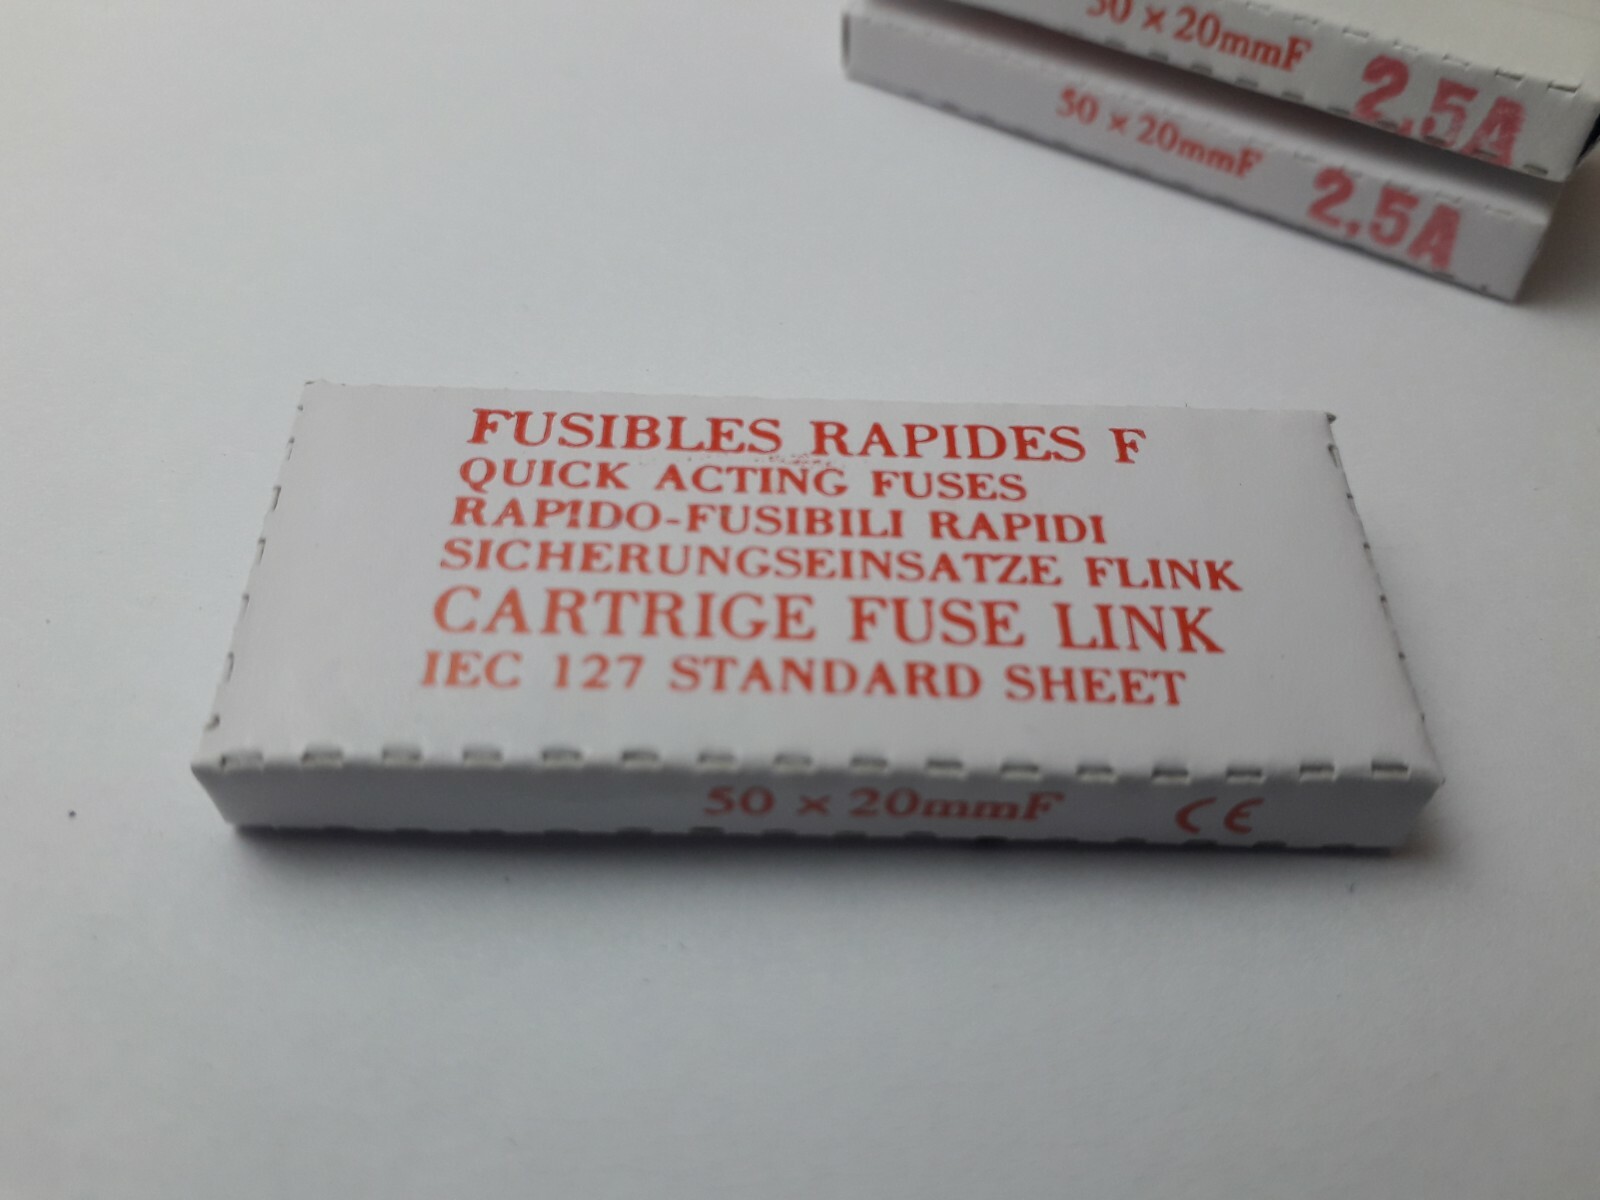 50 x 20mmF 2,5A
50 x 20mmF 2,5A
FUSIBLES RAPIDES F
QUICK ACTING FUSES
RAPIDO-FUSIBILI RAPIDI
SICHERUNGSEINSATZE FLINK
CARTRIGE FUSE LINK
IEC 127 STANDARD SHEET
50 x 20mmF CE